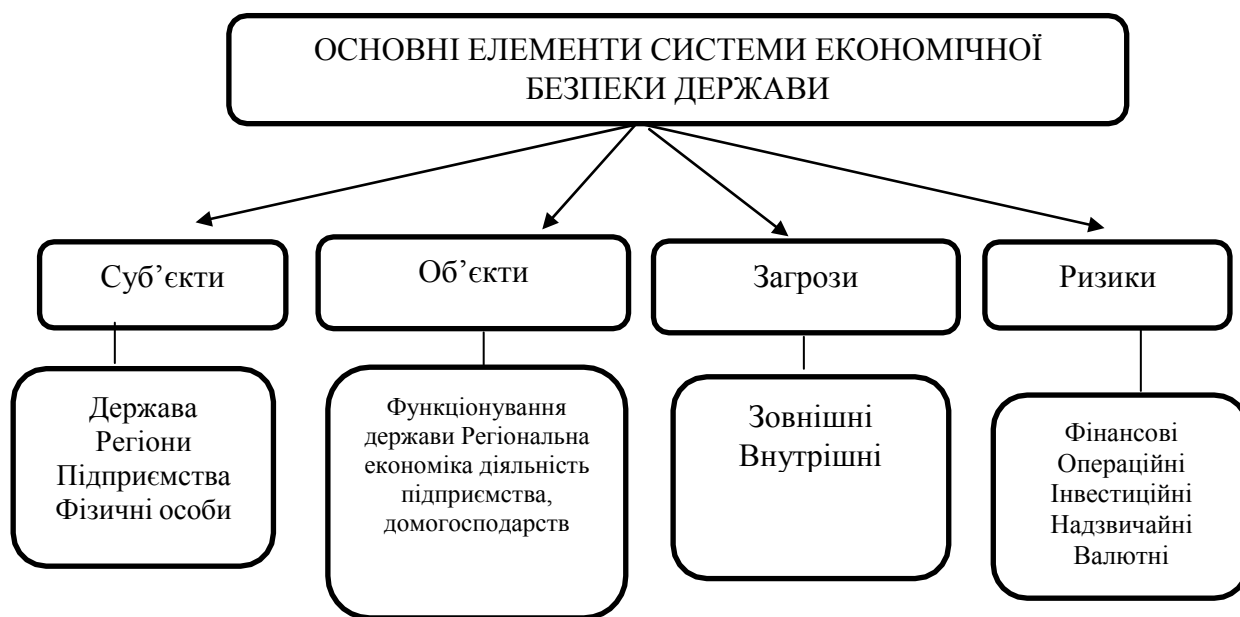 ОСНОВНІ ЕЛЕМЕНТИ СИСТЕМИ ЕКОНОМІЧНОЇ
БЕЗПЕКИ ДЕРЖАВИ
Суб’єкти
Об’єкти
Загрози
Ризики
Держава
Регіони
Підприємства
Фізичні особи
Функціонування
держави Регіональна
економіка діяльність
підприємства,
домогосподарств
Зовнішні
Внутрішні
Фінансові
Операційні
Інвестиційні
Надзвичайні
Валютні